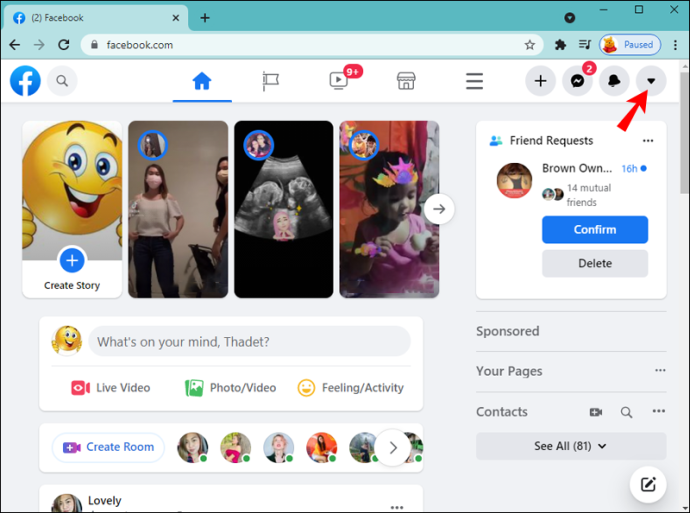 (2) Facebook
facebook.com
Paused
9+
2
Create Story
Friend Requests
Brown Own... 16h
14 mutual
friends
Confirm
Delete
What's on your mind, Thadet?
Live Video
Photo/Video
Feeling/Activity
Create Room
Lovely
Sponsored
Your Pages
Contacts
See All (81)